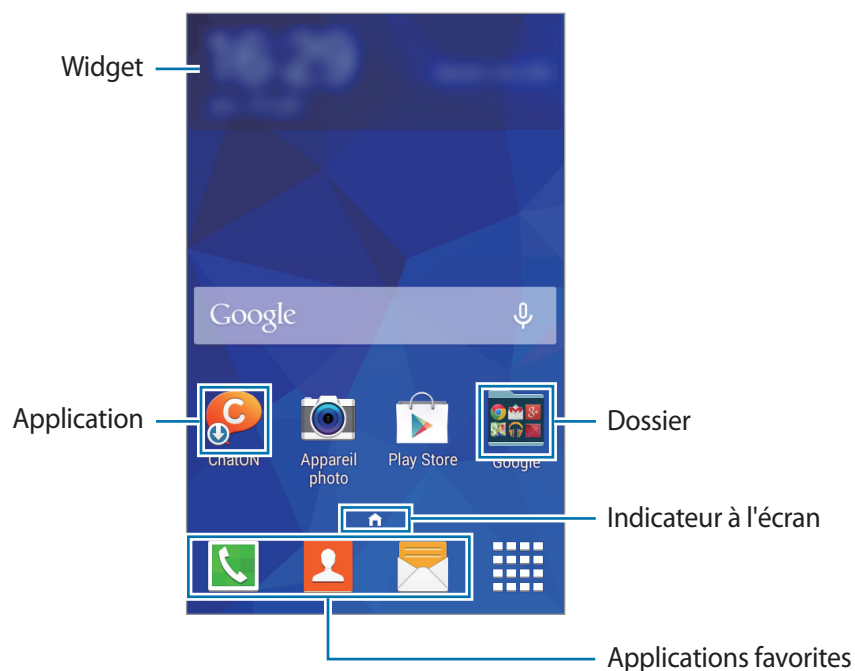 Widget
Google
Application
Dossier
ChatON
Appareil photo
Play Store
Google
Indicateur à l'écran
Applications favorites